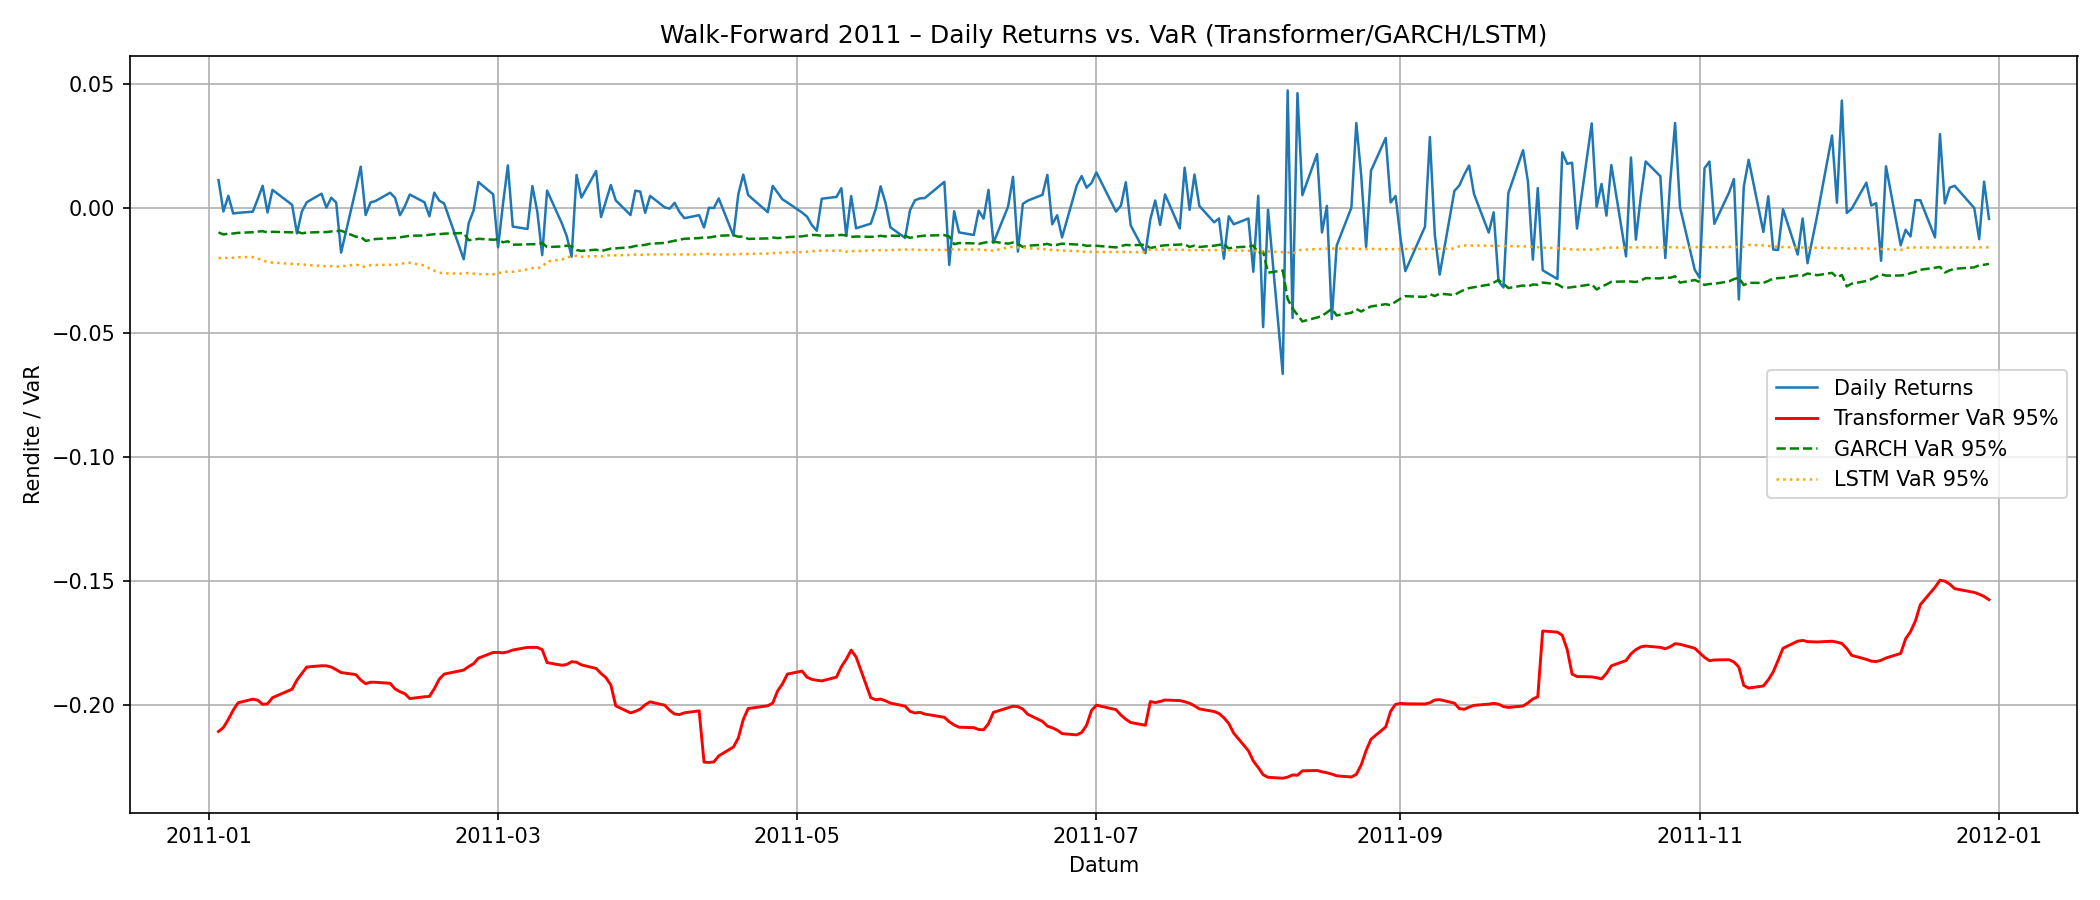 Walk-Forward 2011 – Daily Returns vs. VaR (Transformer/GARCH/LSTM)
Rendite / VaR
0.05
0.00
−0.05
−0.10
−0.15
−0.20
Daily Returns
Transformer VaR 95%
GARCH VaR 95%
LSTM VaR 95%
2011-01 2011-03 2011-05 2011-07 2011-09 2011-11 2012-01
Datum